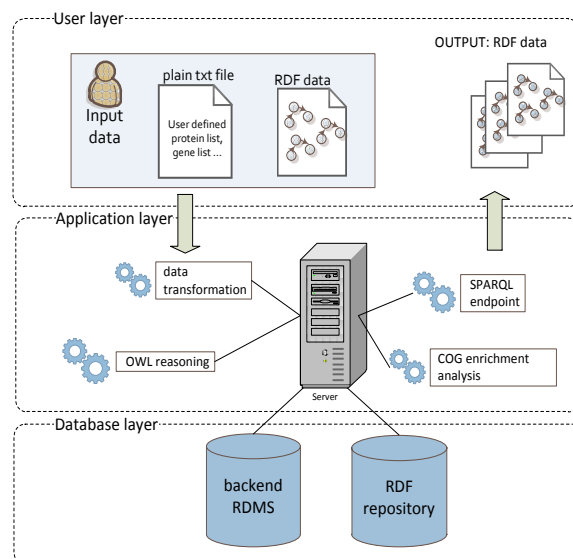 User layer
OUTPUT: RDF data
plain txt file
RDF data
Input
data
User defined
protein list,
gene list ...
Application layer
data
transformation
SPARQL
endpoint
OWL reasoning
COG enrichment
analysis
Server
Database layer
backend
RDMS
RDF
repository